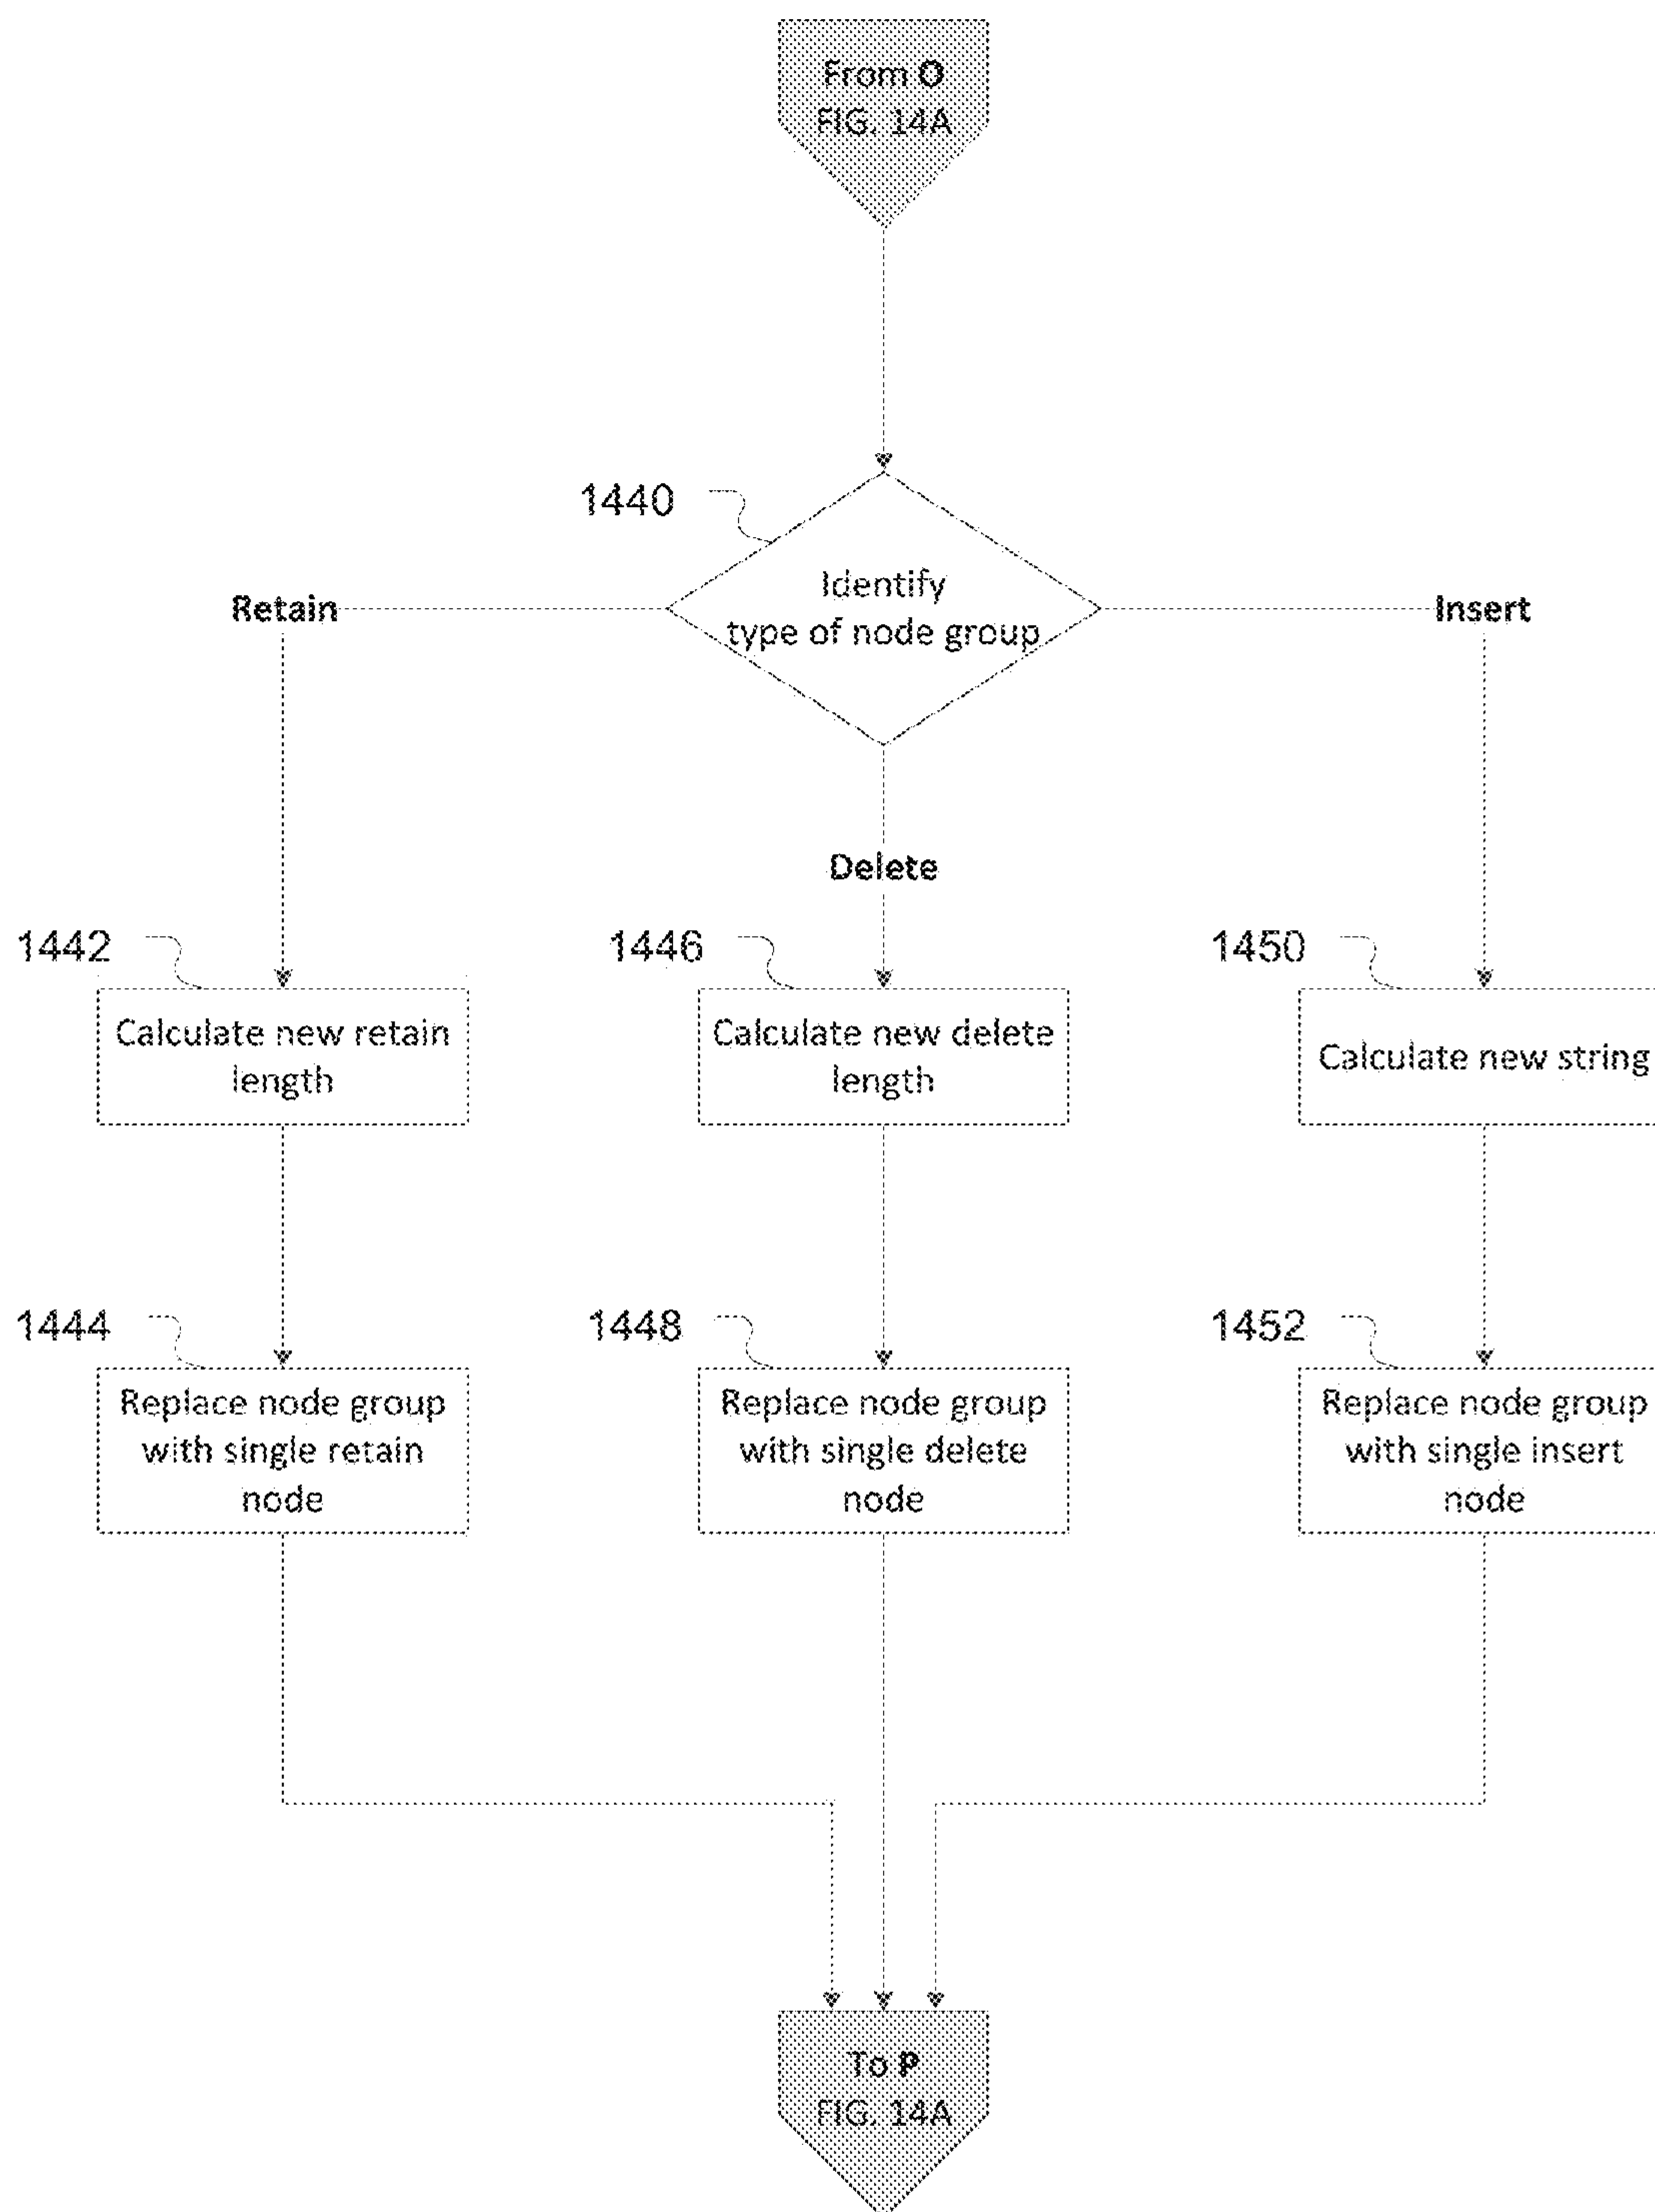 From O
FIG. 14A
1440
Identify
type of node group
Retain
Insert
Delete
1442
1446
1450
Calculate new retain
length
Calculate new delete
length
Calculate new string
1444
1448
1452
Replace node group
with single retain
node
Replace node group
with single delete
node
Replace node group
with single insert
node
To P
FIG. 14A